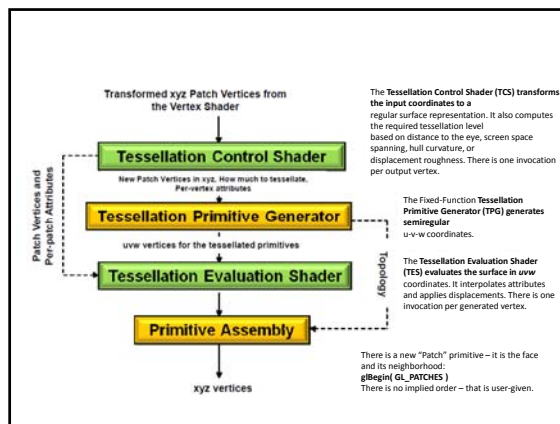 Transformed xyz Patch Vertices from
the Vertex Shader
Tessellation Control Shader
New Patch Vertices in xyz, How much to tessellate,
Per-vertex attributes
Tessellation Primitive Generator
uvw vertices for the tessellated primitives
Tessellation Evaluation Shader
Primitive Assembly
xyz vertices
Patch Vertices and
Per-patch Attributes
Topology
The Tessellation Control Shader (TCS) transforms
the input coordinates to a
regular surface representation. It also computes
the required tessellation level
based on distance to the eye, screen space
spanning, hull curvature, or
displacement roughness. There is one invocation
per output vertex.
The Fixed-Function Tessellation
Primitive Generator (TPG) generates
semiregular
u-v-w coordinates.
The Tessellation Evaluation Shader
(TES) evaluates the surface in uvw
coordinates. It interpolates attributes
and applies displacements. There is one
invocation per generated vertex.
There is a new “Patch” primitive – it is the face
and its neighborhood:
glBegin( GL_PATCHES )
There is no implied order – that is user-given.